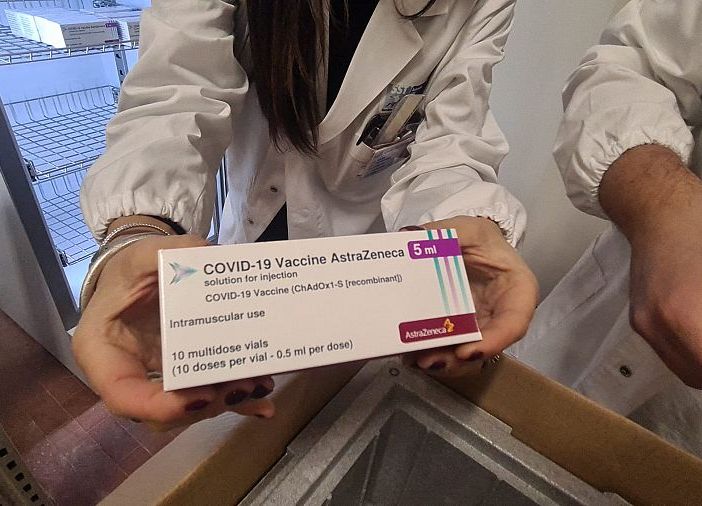 COVID-19 Vaccine AstraZeneca
5 ml
solution for injection
COVID-19 Vaccine (ChAdOx1-S [recombinant])
Intramuscular use
AstraZeneca
10 multidose vials
(10 doses per vial - 0.5 ml per dose)